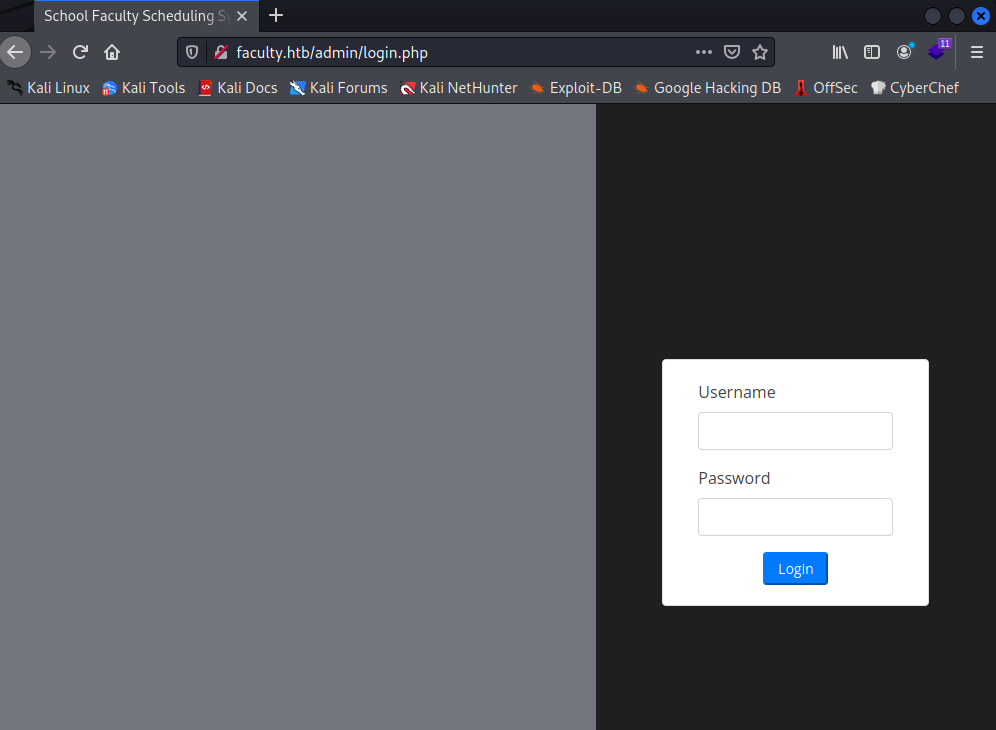 School Faculty Scheduling Sy
faculty.htb/admin/login.php
11
Kali Linux Kali Tools Kali Docs Kali Forums Kali NetHunter Exploit-DB Google Hacking DB OffSec CyberChef
Username
Password
Login